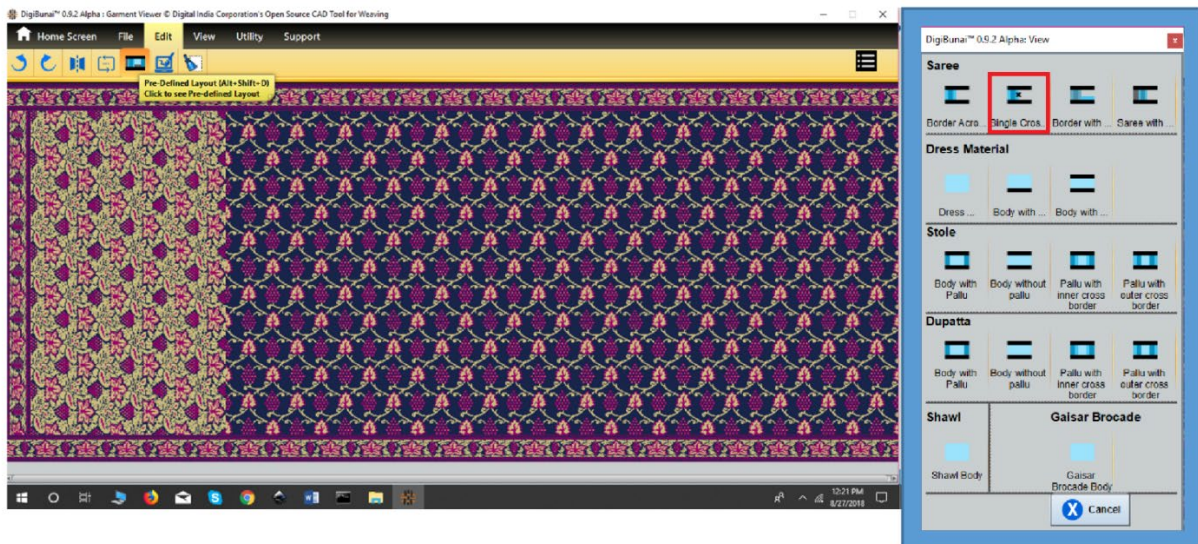 DigiBunai™ 0.9.2 Alpha : Garment Viewer © Digital India Corporation's Open Source CAD Tool for Weaving
Home Screen File Edit View Utility Support
Pre-Defined Layout (Alt+Shift+D)
Click to see Pre-defined Layout
12:21 PM
8/27/2018
DigiBunai™ 0.9.2 Alpha: View
Saree
Border Acro... Single Cros... Border with ... Saree with ...
Dress Material
Dress ... Body with ... Body with ...
Stole
Body with Pallu
Body without pallu
Pallu with inner cross border
Pallu with outer cross border
Dupatta
Body with Pallu
Body without pallu
Pallu with inner cross border
Pallu with outer cross border
Shawl
Shawl Body
Gaisar Brocade
Gaisar Brocade Body
X Cancel